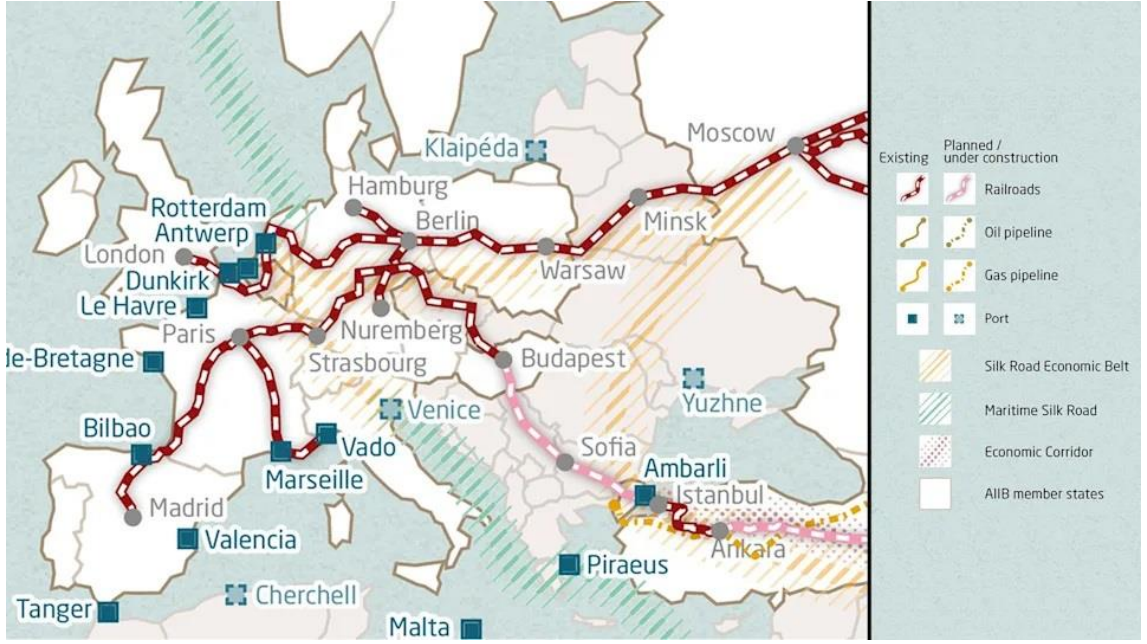 Moscow
Klaipéda
Hamburg
Rotterdam
Antwerp
Berlin
Minsk
London
Dunkirk
Warsaw
Le Havre
Paris
Nuremberg
Strasbourg
Budapest
de-Bretagne
Venice
Yuzhne
Bilbao
Vado
Sofia
Marseille
Ambarli
Istanbul
Madrid
Valencia
Ankara
Piraeus
Cherchell
Tanger
Malta
Existing
Planned /
under construction
Railroads
Oil pipeline
Gas pipeline
Port
Silk Road Economic Belt
Maritime Silk Road
Economic Corridor
AIIB member states